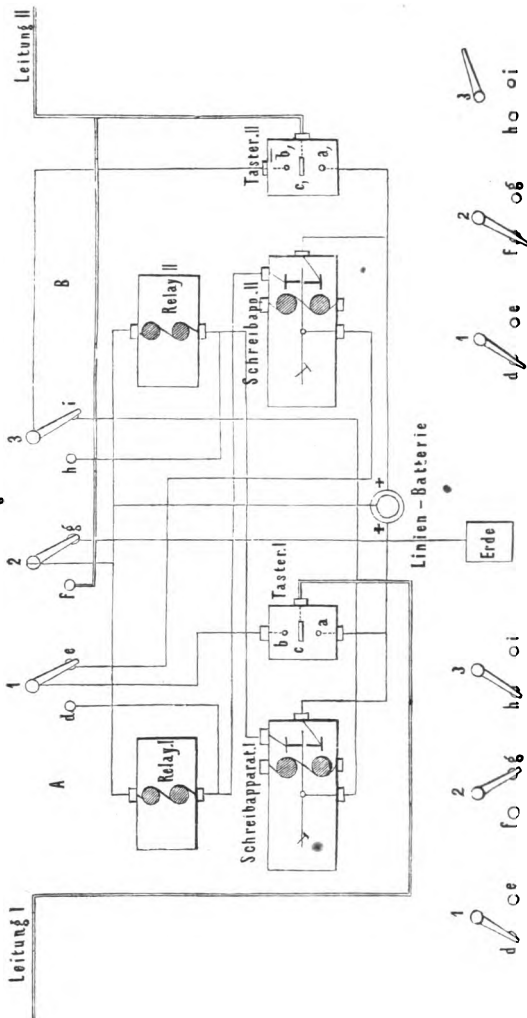 Leitung I
Leitung II
A
B
1
2
3
d
e
f
g
h
i
Relay.I
Relay.II
Schreibapparat.I
Taster.I
b
c
a
Schreibapp.II
Taster.II
b,
c,
a,
+
+
Linien-Batterie
Erde
1
2
3
d
e
f
g
h
i
1
2
3
d
e
f
g
h
i